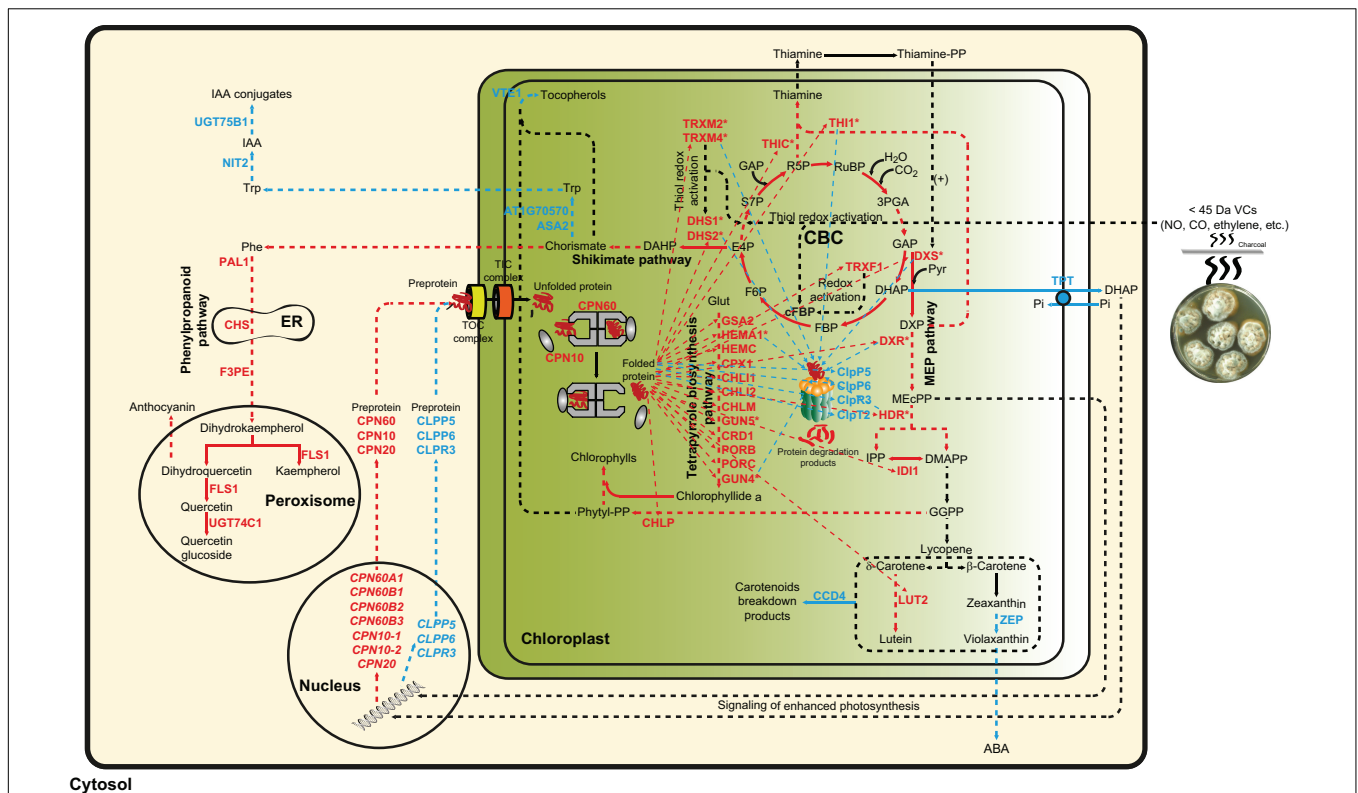 Thiamine
Thiamine-PP
IAA conjugates
UGT75B1
IAA
NIT2
Trp
VTE1
Tocopherols
Thiamine
TRXM2*
TRXM4*
THI1*
THIC*
Thiol redox
activation
GAP
R5P
RuBP
H2O
CO2
(+)
3PGA
S7P
Trp
AT1G70570
ASA2
DHS1*
DHS2*
Thiol redox activation
CBC
< 45 Da VCs
(NO, CO, ethylene, etc.)
Charcoal
Phe
Chorismate
DAHP
E4P
GAP
DXS*
Pyr
Shikimate pathway
PAL1
Phenylpropanoid
pathway
CHS
ER
F3PE
Preprotein
TIC
complex
TOC
complex
Unfolded protein
CPN60
CPN10
Folded
protein
TRXF1
Redox
activation
cFBP
F6P
FBP
DHAP
TPT
DHAP
Pi
Pi
DXP
MEP pathway
DXR*
Glut
GSA2
HEMA1*
HEMC
CPX1
CHLI1
CHLI2
CHLM
GUN5*
CRD1
PORB
PORC
GUN4*
Tetrapyrrole biosynthesis
pathway
ClpP5
ClpP6
ClpR3
ClpT2
Protein degradation
products
MEcPP
HDR*
IPP
DMAPP
IDI1
Anthocyanin
Dihydrokaempferol
FLS1
Dihydroquercetin
Kaempherol
FLS1
Peroxisome
Quercetin
UGT74C1
Quercetin
glucoside
Preprotein
CPN60
CPN10
CPN20
Preprotein
CLPP5
CLPP6
CLPR3
Chlorophylls
Chlorophyllide a
Phytyl-PP
CHLP
GGPP
Lycopene
δ-Carotene
β-Carotene
Carotenoids
breakdown
products
CCD4
LUT2
Zeaxanthin
ZEP
Lutein
Violaxanthin
Chloroplast
CPN60A1
CPN60B1
CPN60B2
CPN60B3
CPN10-1
CPN10-2
CPN20
CLPP5
CLPP6
CLPR3
Nucleus
Signaling of enhanced photosynthesis
ABA
Cytosol